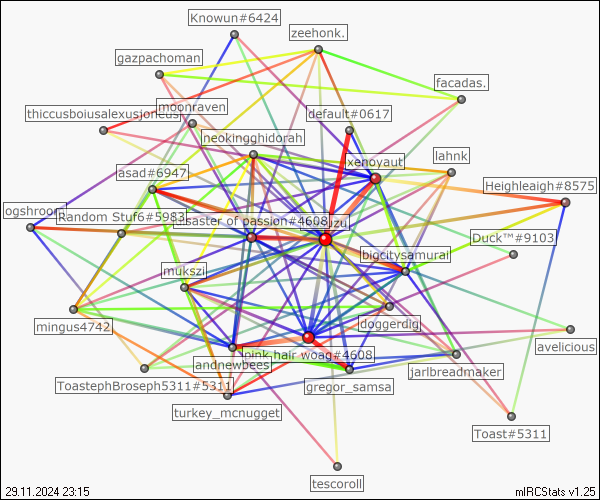 Knowun#6424
zeehonk.
gazpachoman
facadas.
moonraven
default#0617
neokingghidorah
xenoyaut
lahnk
asad#6947
Heighleaigh#8575
ogshroom
Random Stuf6#5983
disaster of passion#4608
Duck™#9103
bigcitysamurai
mukszi
mingus4742
doggerdig
avelicious
pink hair woag#4608
andnewbees
jarlbreadmaker
ToastephBroseph5311#5311
gregor_samsa
turkey_mcnugget
Toast#5311
tescoroll
29.11.2024 23:15
mIRCStats v1.25